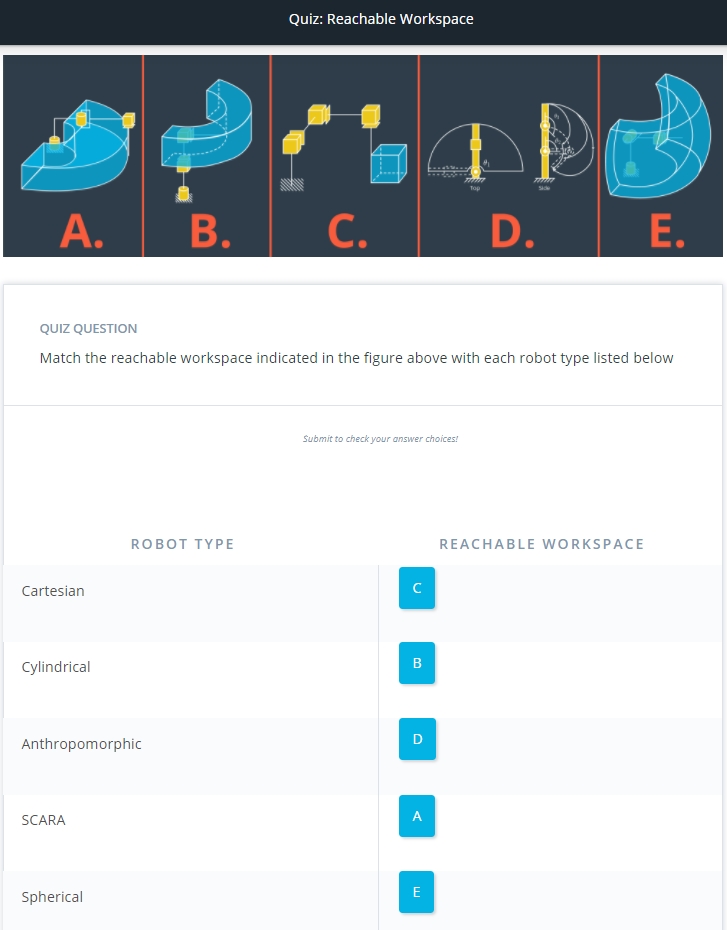 Quiz: Reachable Workspace
A.
B.
C.
D.
E.
Top
Side
QUIZ QUESTION
Match the reachable workspace indicated in the figure above with each robot type listed below
Submit to check your answer choices!
ROBOT TYPE REACHABLE WORKSPACE
Cartesian C
Cylindrical B
Anthropomorphic D
SCARA A
Spherical E